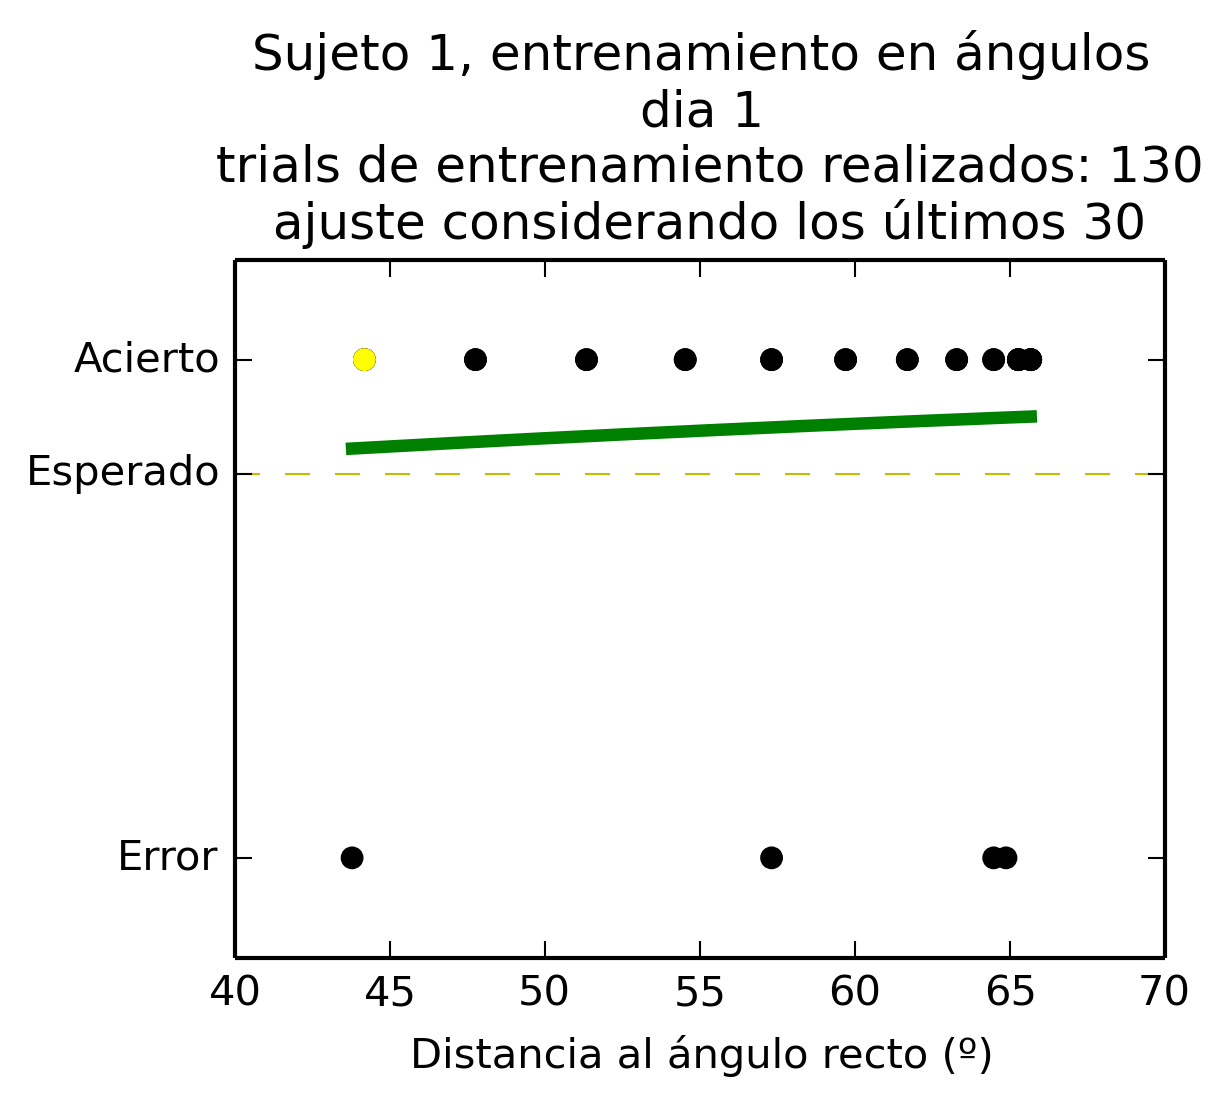 Sujeto 1, entrenamiento en ángulos
dia 1
trials de entrenamiento realizados: 130
ajuste considerando los últimos 30
Acierto
Esperado
Error
40 45 50 55 60 65 70
Distancia al ángulo recto (º)